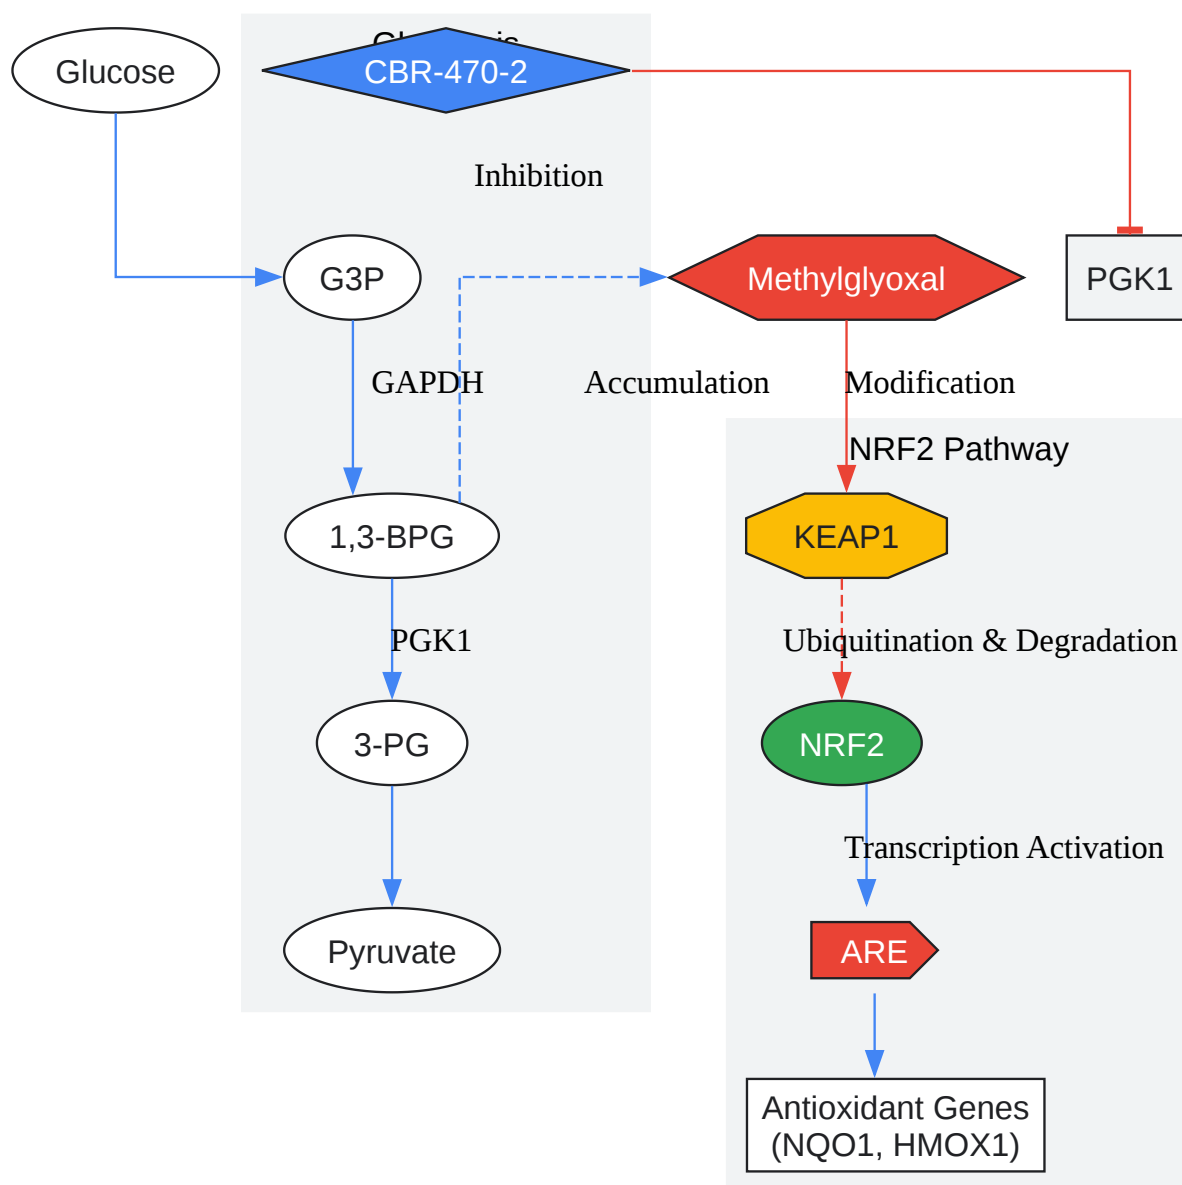 Glucose
CBR-470-2
Inhibition
G3P
Methylglyoxal
PGK1
GAPDH
Accumulation
Modification
NRF2 Pathway
1,3-BPG
KEAP1
PGK1
Ubiquitination & Degradation
3-PG
NRF2
Transcription Activation
Pyruvate
ARE
Antioxidant Genes
(NQO1, HMOX1)